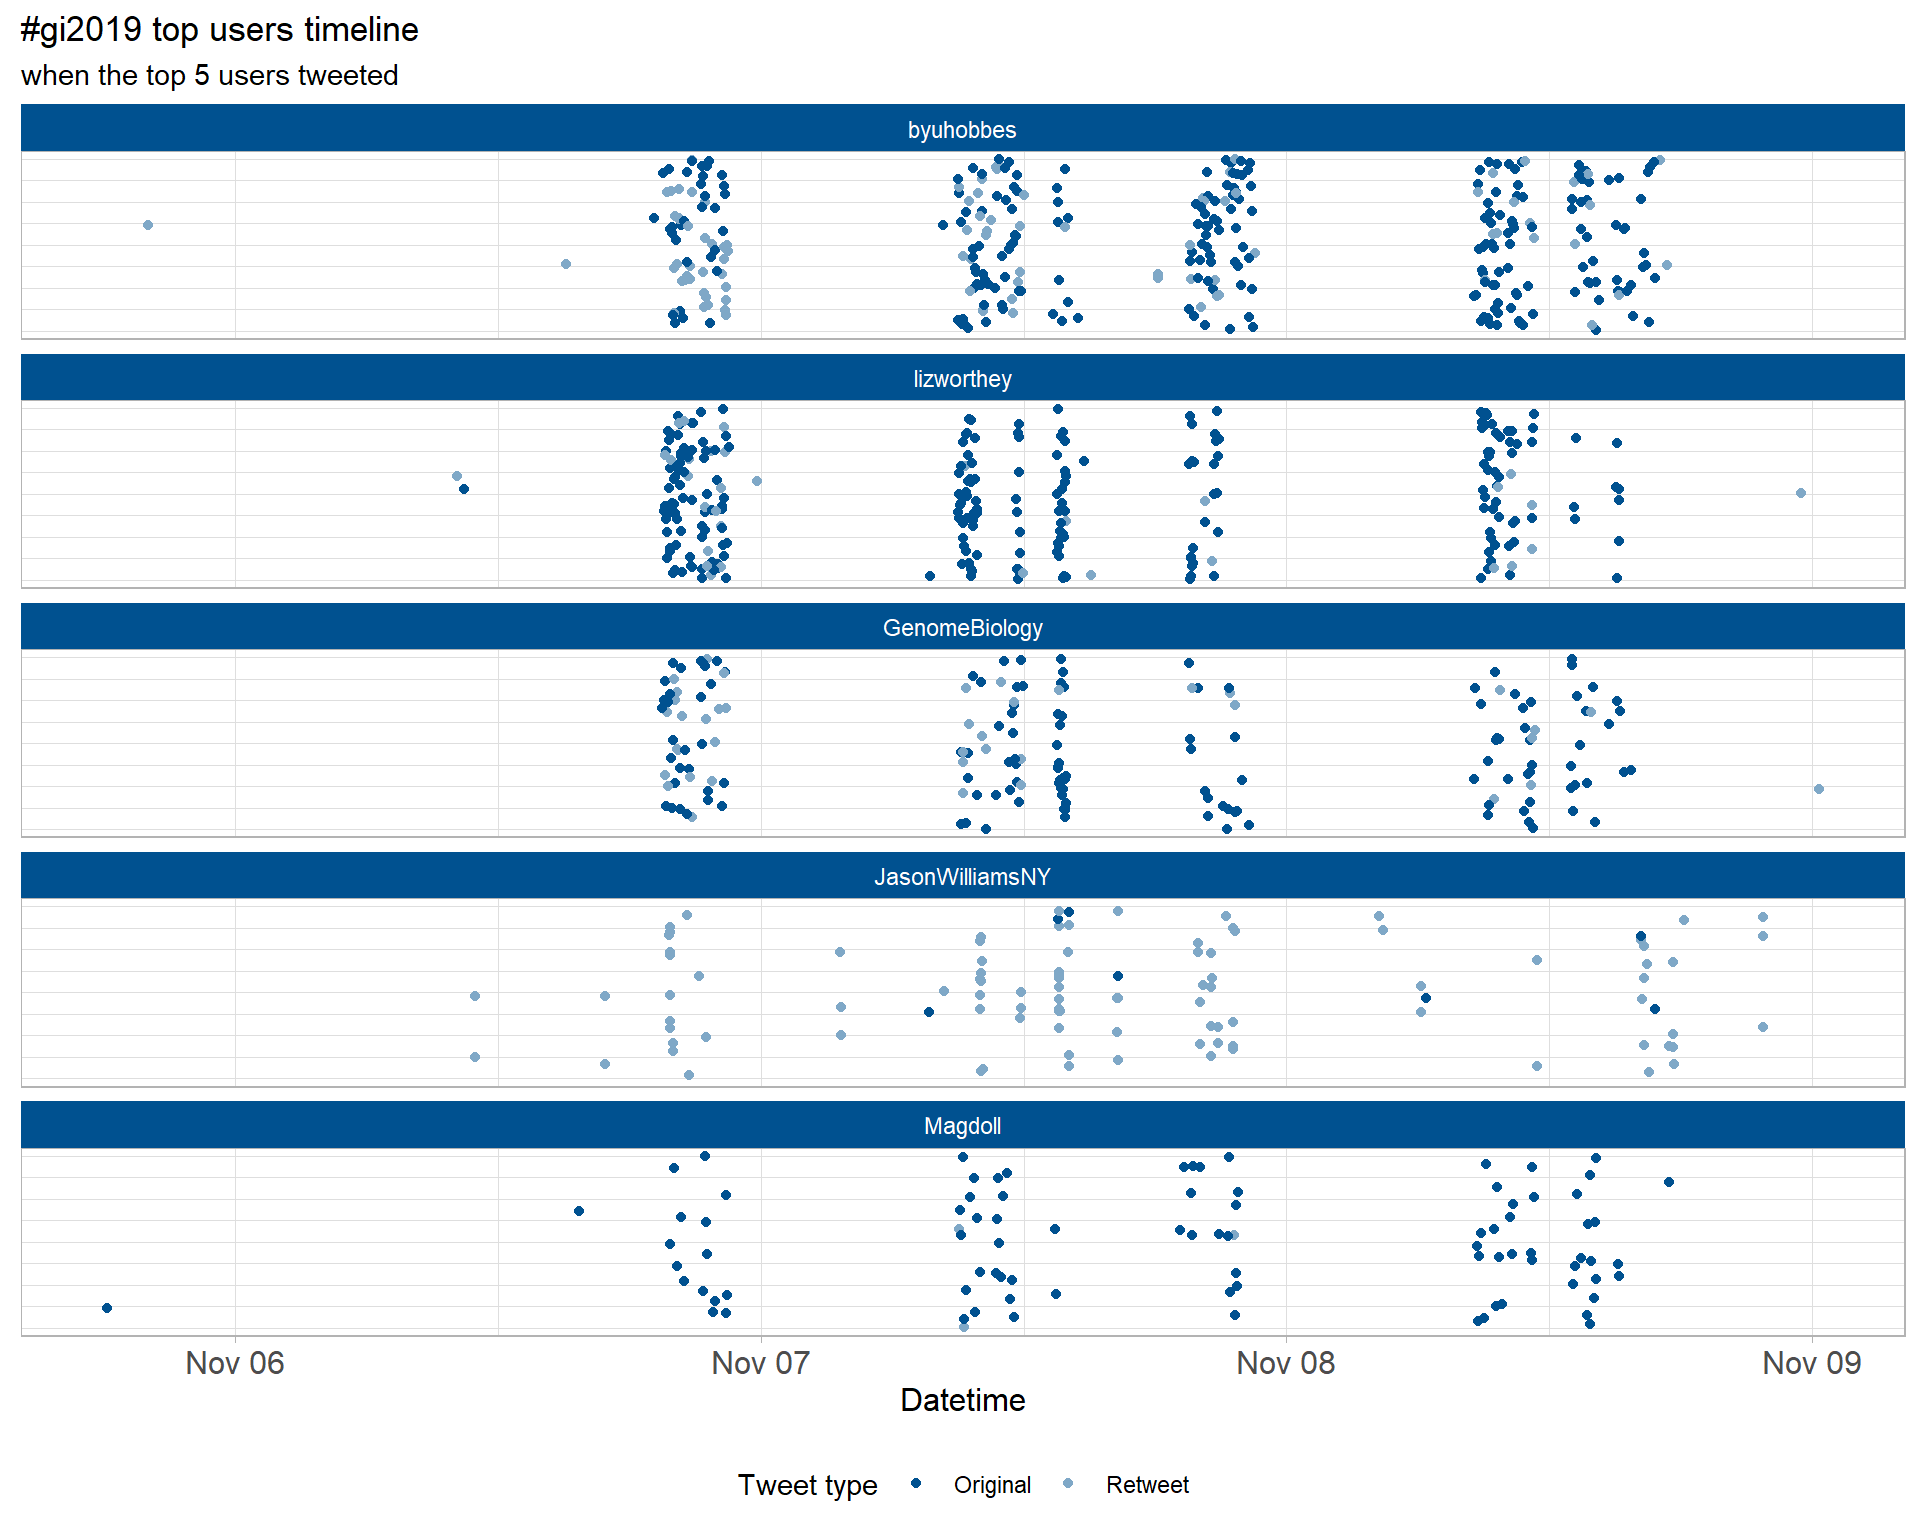 #gi2019 top users timeline
when the top 5 users tweeted
byuhobbes
lizworthey
GenomeBiology
JasonWilliamsNY
Magdoll
Nov 06 Nov 07 Nov 08 Nov 09
Datetime
Tweet type Original Retweet